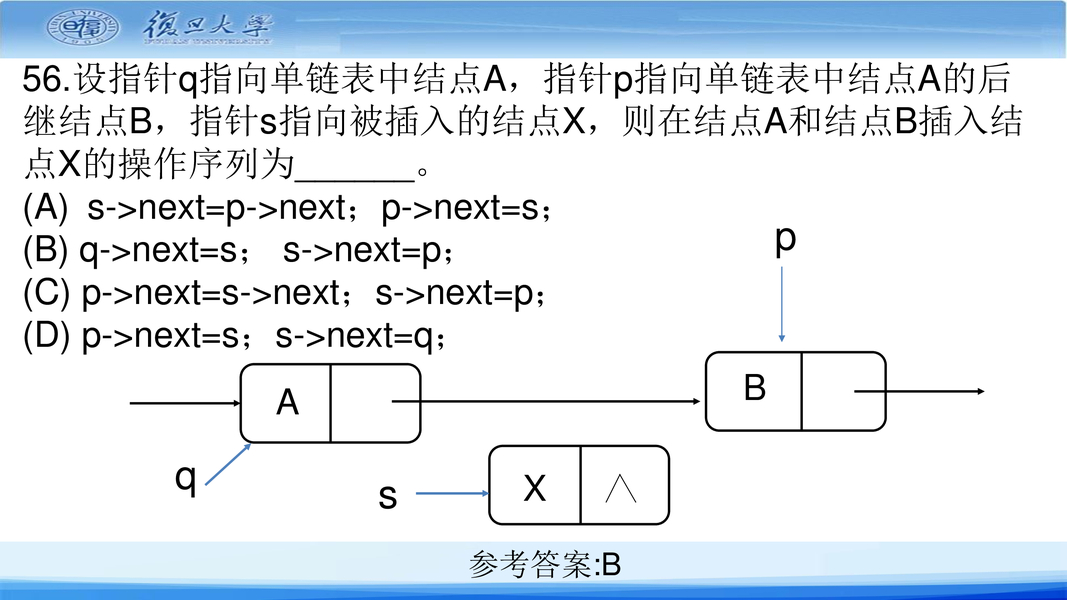 復旦大學
56.设指针q指向单链表中结点A，指针p指向单链表中结点A的后
继结点B，指针s指向被插入的结点X，则在结点A和结点B插入结
点X的操作序列为______。
(A) s->next=p->next；p->next=s；
(B) q->next=s； s->next=p；
(C) p->next=s->next；s->next=p；
(D) p->next=s；s->next=q；
p
A
B
q
s
X
∧
参考答案:B